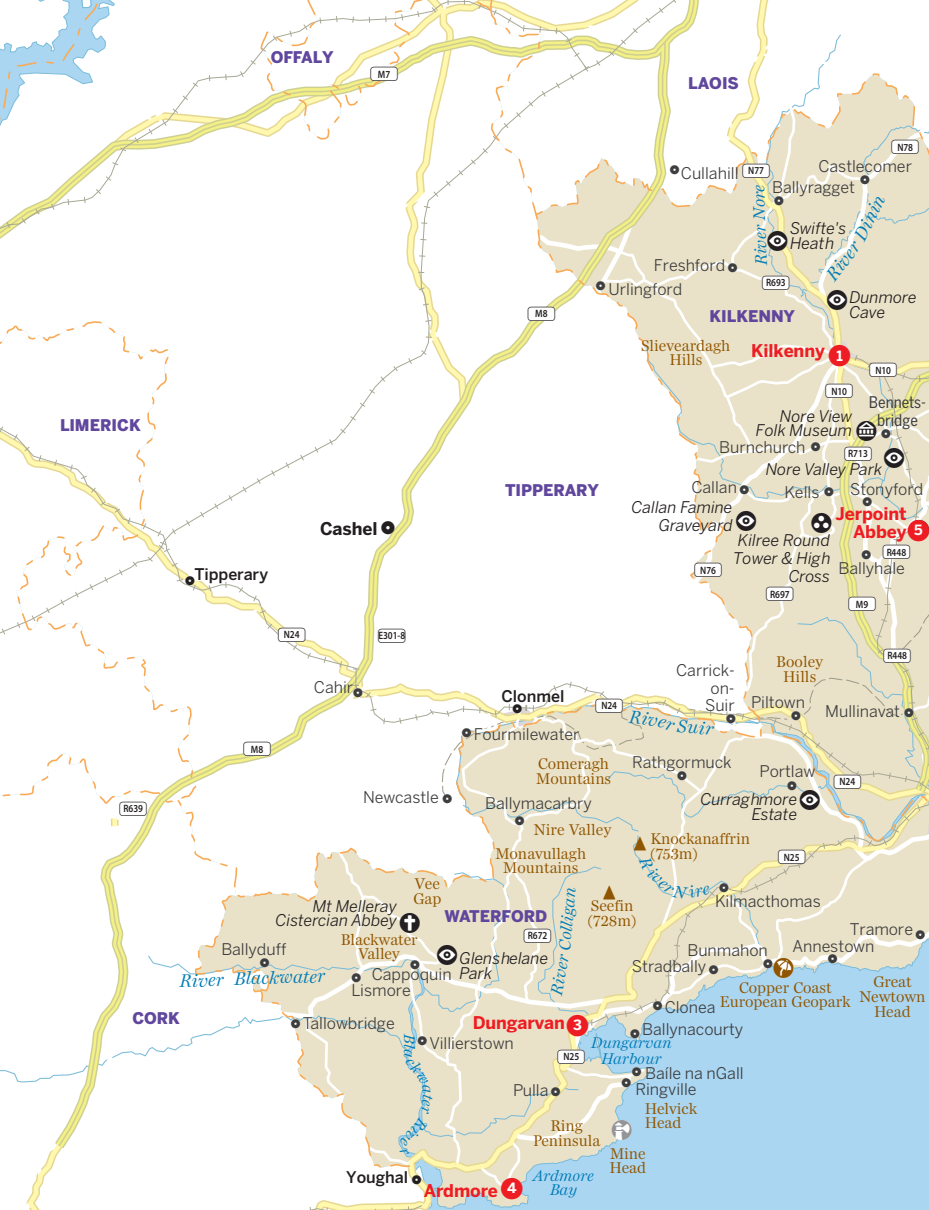 OFFALY
M7
LAOIS
N78
Castlecomer
Cullahill
N77
Ballyragget
River Nore
Swifte's
Heath
River Dinin
Freshford
R693
Urlingford
Dunmore
Cave
M8
KILKENNY
Slieveardagh
Hills
Kilkenny
1
N10
N10
Bennets-
bridge
LIMERICK
Nore View
Folk Museum
Burnchurch
R713
Nore Valley Park
TIPPERARY
Callan
Kells
Stonyford
Callan Famine
Graveyard
Jerpoint
Abbey
5
Cashel
Kilree Round
Tower & High
Cross
R448
Ballyhale
N76
Tipperary
R697
M9
N24
E301-8
R448
Booley
Hills
Carrick-
on-
Suir
Cahir
Clonmel
N24
Piltown
Mullinavat
River Suir
Fourmilewater
M8
Comeragh
Mountains
Rathgormuck
Portlaw
N24
Newcastle
Ballymacarbry
Curraghmore
Estate
R639
Nire Valley
Knockanaffrin
(753m)
Monavullagh
Mountains
N25
River Nire
Vee
Gap
Seefin
(728m)
Kilmacthomas
Mt Melleray
Cistercian Abbey
WATERFORD
River Colligan
R672
Tramore
Blackwater
Valley
Ballyduff
Glenshelane
Park
Bunmahon
Annestown
River Blackwater
Cappoquin
Stradbally
Lismore
Copper Coast
European Geopark
Great
Newtown
Head
Clonea
CORK
Tallowbridge
Dungarvan
3
Ballynacourty
Villierstown
Dungarvan
Harbour
N25
Blackwater River
Baíle na nGall
Pulla
Ringville
Helvick
Head
Ring
Peninsula
Mine
Head
Youghal
Ardmore
4
Ardmore
Bay